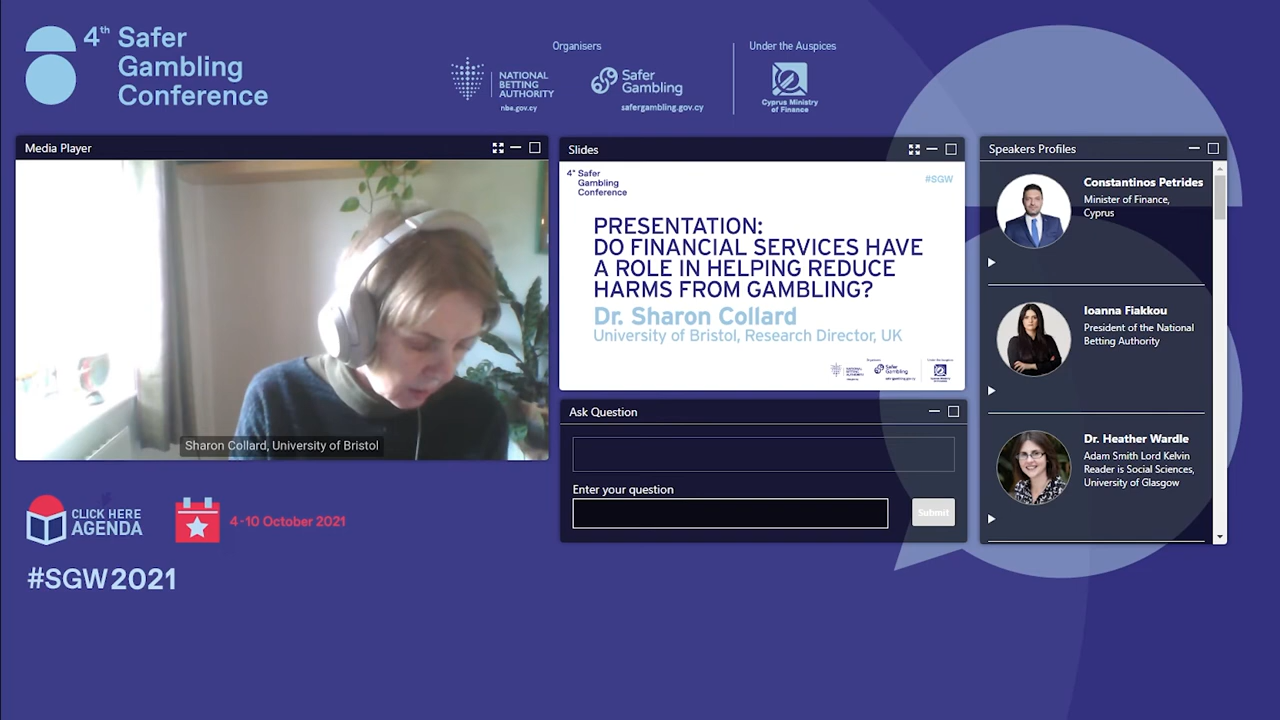 4th Safer
Gambling
Conference
Organisers
NATIONAL
BETTING
AUTHORITY
nba.gov.cy
Safer
Gambling
safergambling.gov.cy
Under the Auspices
Cyprus Ministry
of Finance
Media Player
Sharon Collard, University of Bristol
Slides
4th Safer
Gambling
Conference
#SGW
PRESENTATION:
DO FINANCIAL SERVICES HAVE
A ROLE IN HELPING REDUCE
HARMS FROM GAMBLING?
Dr. Sharon Collard
University of Bristol, Research Director, UK
Ask Question
Enter your question
Submit
Speakers Profiles
Constantinos Petrides
Minister of Finance,
Cyprus
Ioanna Fiakkou
President of the National
Betting Authority
Dr. Heather Wardle
Adam Smith Lord Kelvin
Reader is Social Sciences,
University of Glasgow
CLICK HERE
AGENDA
4-10 October 2021
#SGW2021